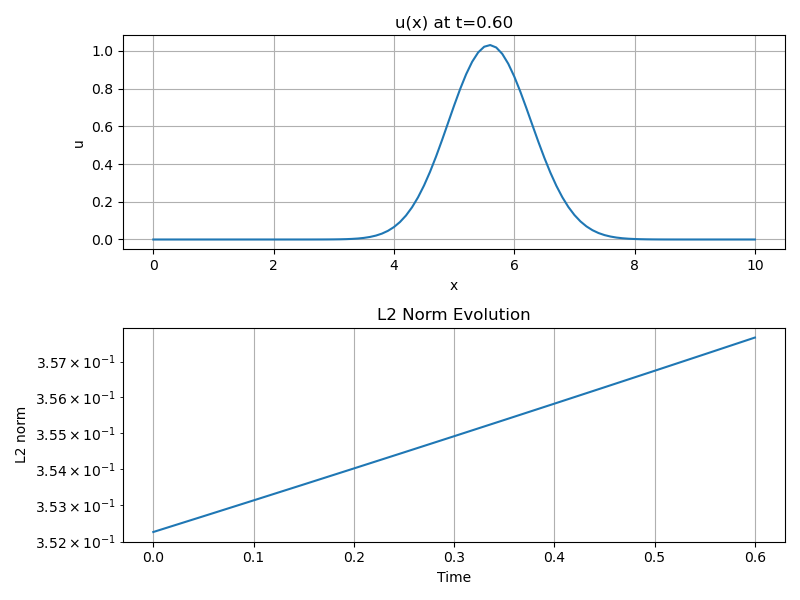 u(x) at t=0.60
1.0
0.8
0.6
0.4
0.2
0.0
u
0 2 4 6 8 10
x
L2 Norm Evolution
3.57×10⁻¹
3.56×10⁻¹
3.55×10⁻¹
3.54×10⁻¹
3.53×10⁻¹
3.52×10⁻¹
L2 norm
0.0 0.1 0.2 0.3 0.4 0.5 0.6
Time